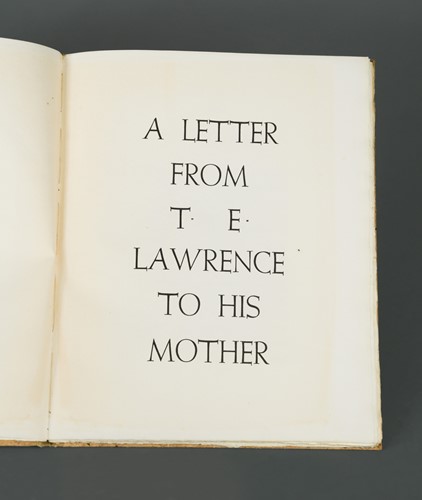 A LETTER
FROM
T· E·
LAWRENCE
TO HIS
MOTHER